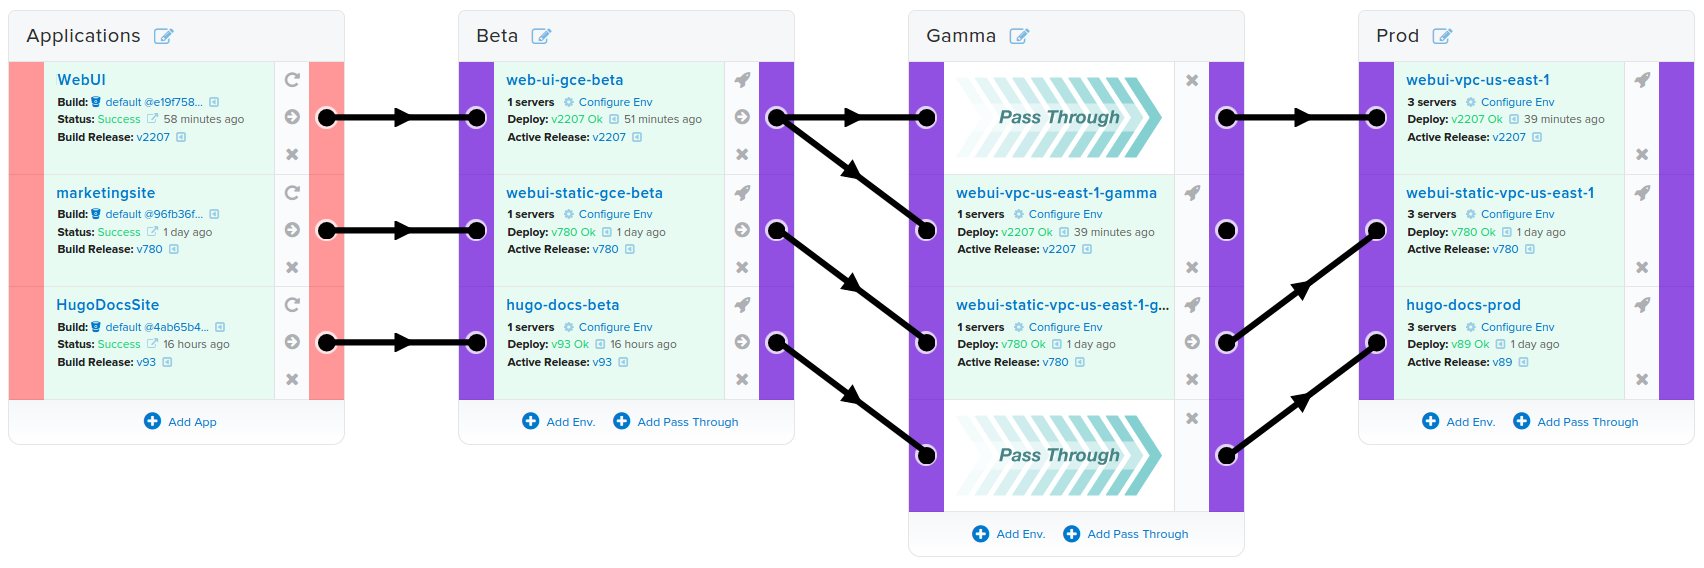 Applications
WebUI
Build: default @e19f758...
Status: Success 58 minutes ago
Build Release: v2207
marketingsite
Build: default @96fb36f...
Status: Success 1 day ago
Build Release: v780
HugoDocsSite
Build: default @4ab65b4...
Status: Success 16 hours ago
Build Release: v93
Add App
Beta
web-ui-gce-beta
1 servers Configure Env
Deploy: v2207 Ok 51 minutes ago
Active Release: v2207
webui-static-gce-beta
1 servers Configure Env
Deploy: v780 Ok 1 day ago
Active Release: v780
hugo-docs-beta
1 servers Configure Env
Deploy: v93 Ok 16 hours ago
Active Release: v93
Add Env. Add Pass Through
Gamma
Pass Through
webui-vpc-us-east-1-gamma
1 servers Configure Env
Deploy: v2207 Ok 39 minutes ago
Active Release: v2207
webui-static-vpc-us-east-1-g...
1 servers Configure Env
Deploy: v780 Ok 1 day ago
Active Release: v780
Pass Through
Add Env. Add Pass Through
Prod
webui-vpc-us-east-1
3 servers Configure Env
Deploy: v2207 Ok 39 minutes ago
Active Release: v2207
webui-static-vpc-us-east-1
3 servers Configure Env
Deploy: v780 Ok 1 day ago
Active Release: v780
hugo-docs-prod
3 servers Configure Env
Deploy: v89 Ok 1 day ago
Active Release: v89
Add Env. Add Pass Through